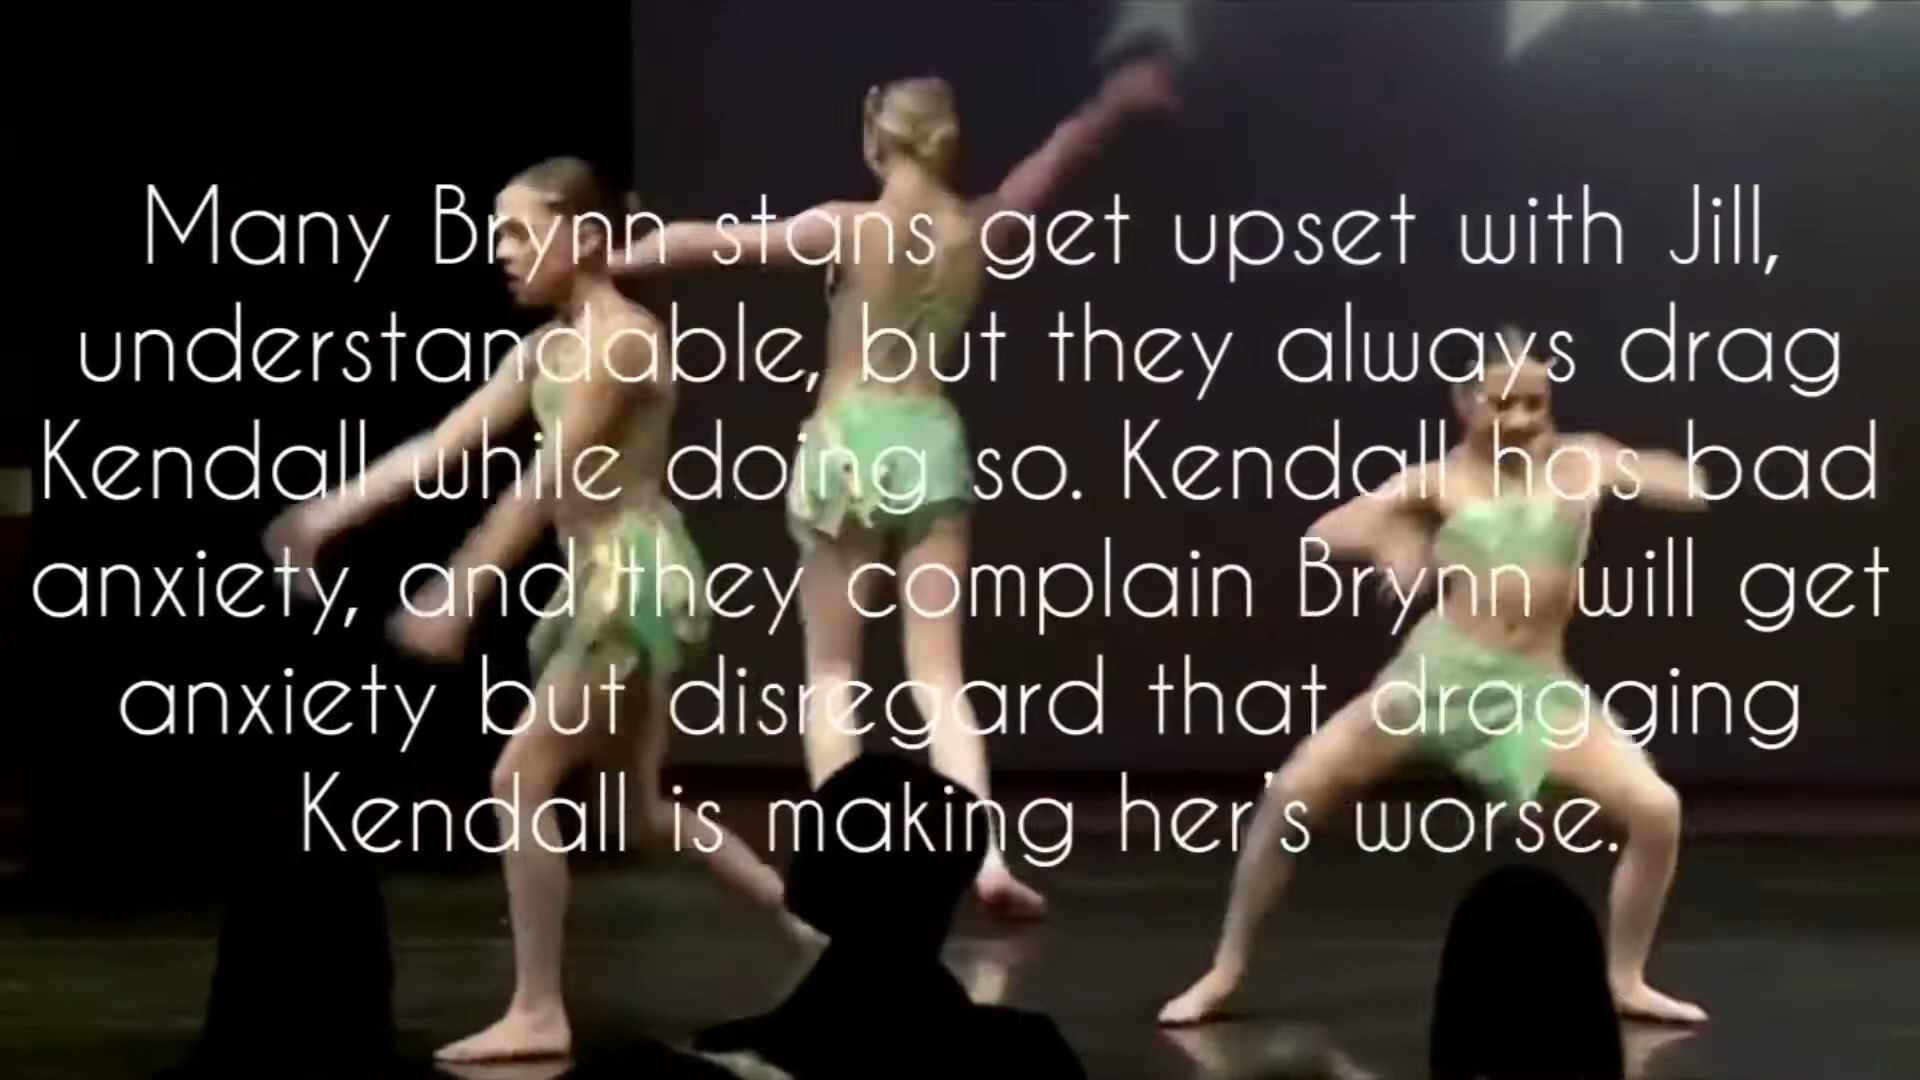 Many Brynn stans get upset with Jill,
understandable, but they always drag
Kendall while doing so. Kendall has bad
anxiety, and they complain Brynn will get
anxiety but disregard that dragging
Kendall is making her's worse.